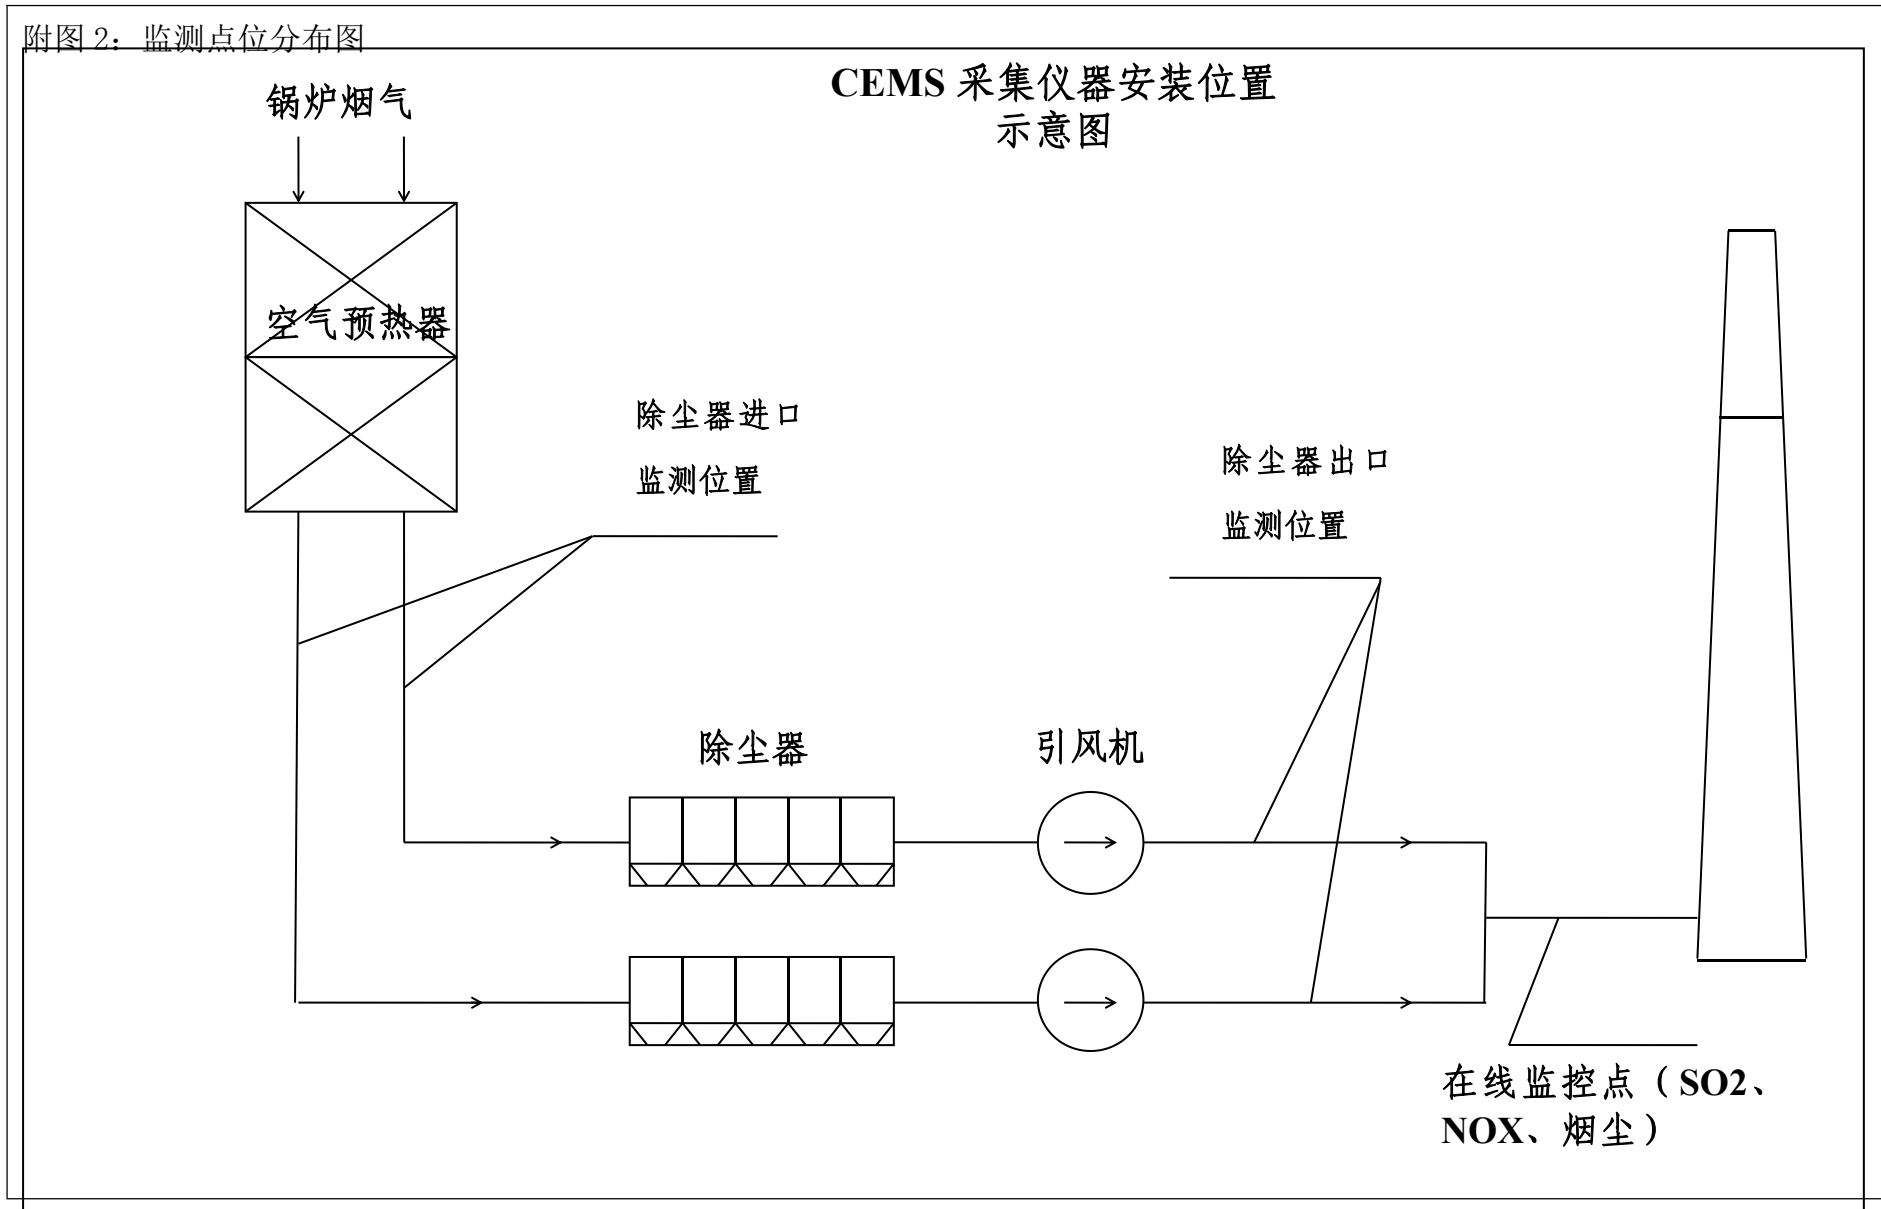 附图 2：监测点位分布图
CEMS 采集仪器安装位置
示意图
锅炉烟气
空气预热器
除尘器进口
监测位置
除尘器出口
监测位置
除尘器
引风机
在线监控点（SO2、
NOX、烟尘）